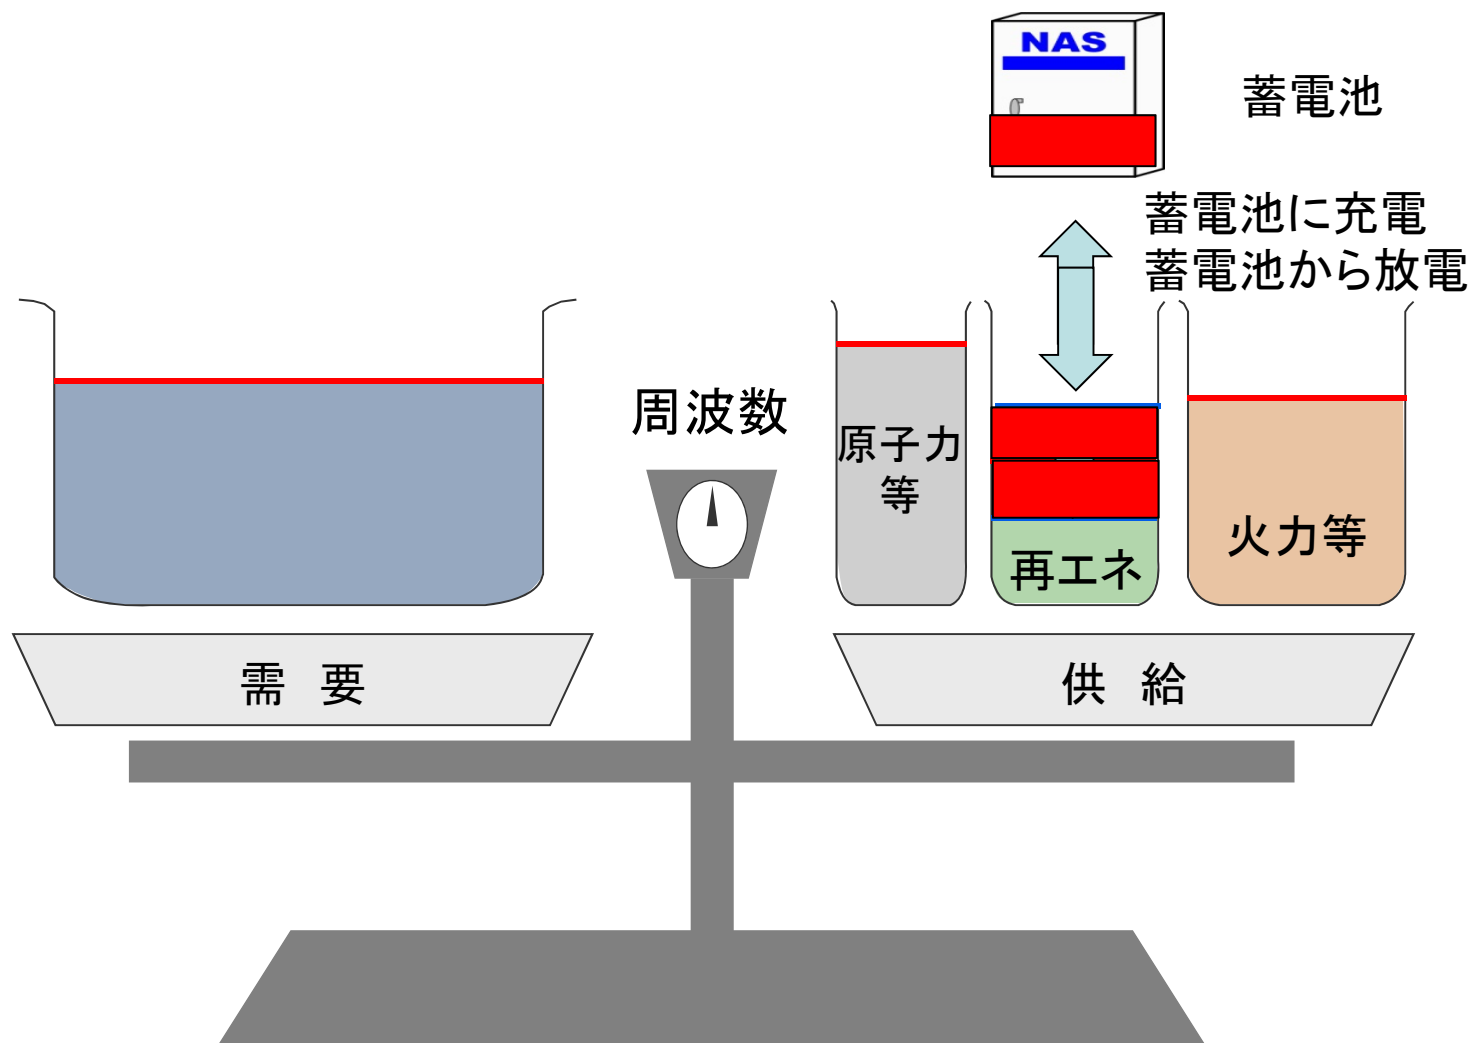 NAS
蓄電池
蓄電池に充電
蓄電池から放電
周波数
原子力
等
再エネ
火力等
需　要
供　給